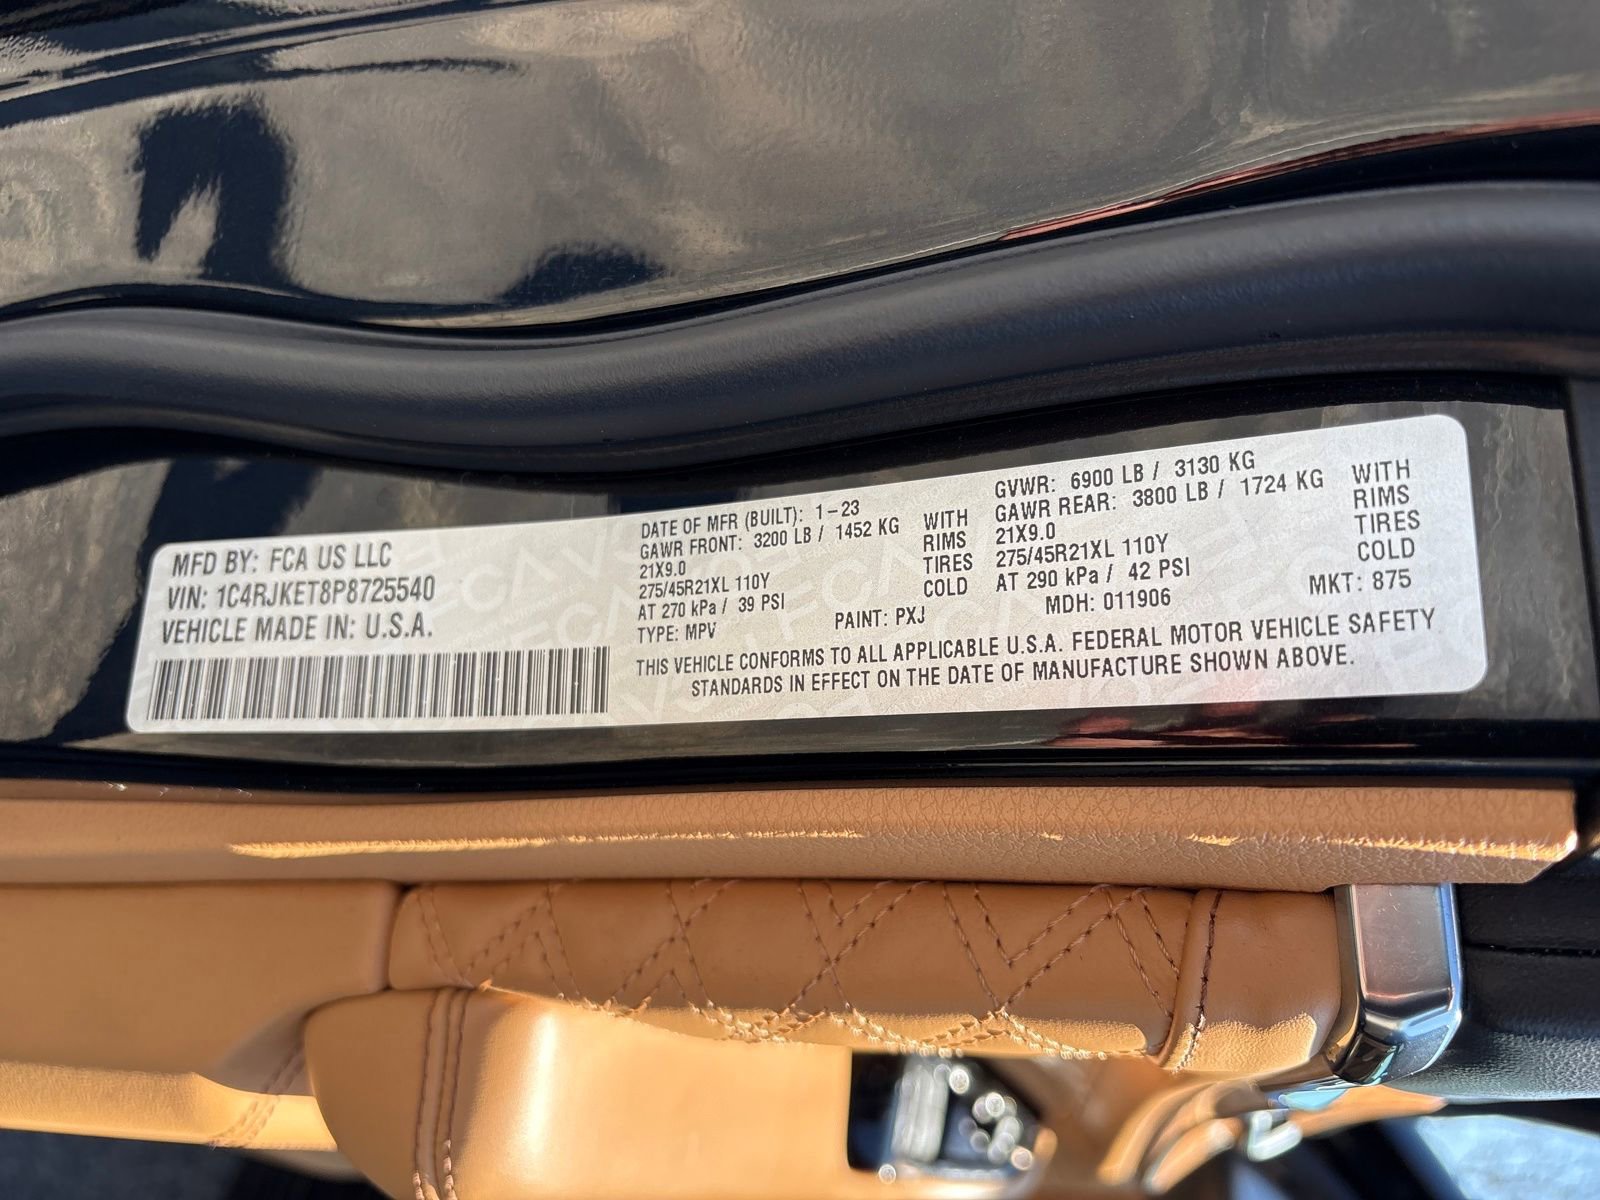 MFD BY: FCA US LLC
VIN: 1C4RJKET8P8725540
VEHICLE MADE IN: U.S.A.
DATE OF MFR (BUILT): 1-23
GAWR FRONT: 3200 LB / 1452 KG WITH
21X9.0 RIMS
275/45R21XL 110Y TIRES
AT 270 kPa / 39 PSI COLD
TYPE: MPV PAINT: PXJ
GVWR: 6900 LB / 3130 KG
GAWR REAR: 3800 LB / 1724 KG WITH
21X9.0 RIMS
275/45R21XL 110Y TIRES
AT 290 kPa / 42 PSI COLD
MDH: 011906 MKT: 875
THIS VEHICLE CONFORMS TO ALL APPLICABLE U.S.A. FEDERAL MOTOR VEHICLE SAFETY
STANDARDS IN EFFECT ON THE DATE OF MANUFACTURE SHOWN ABOVE.